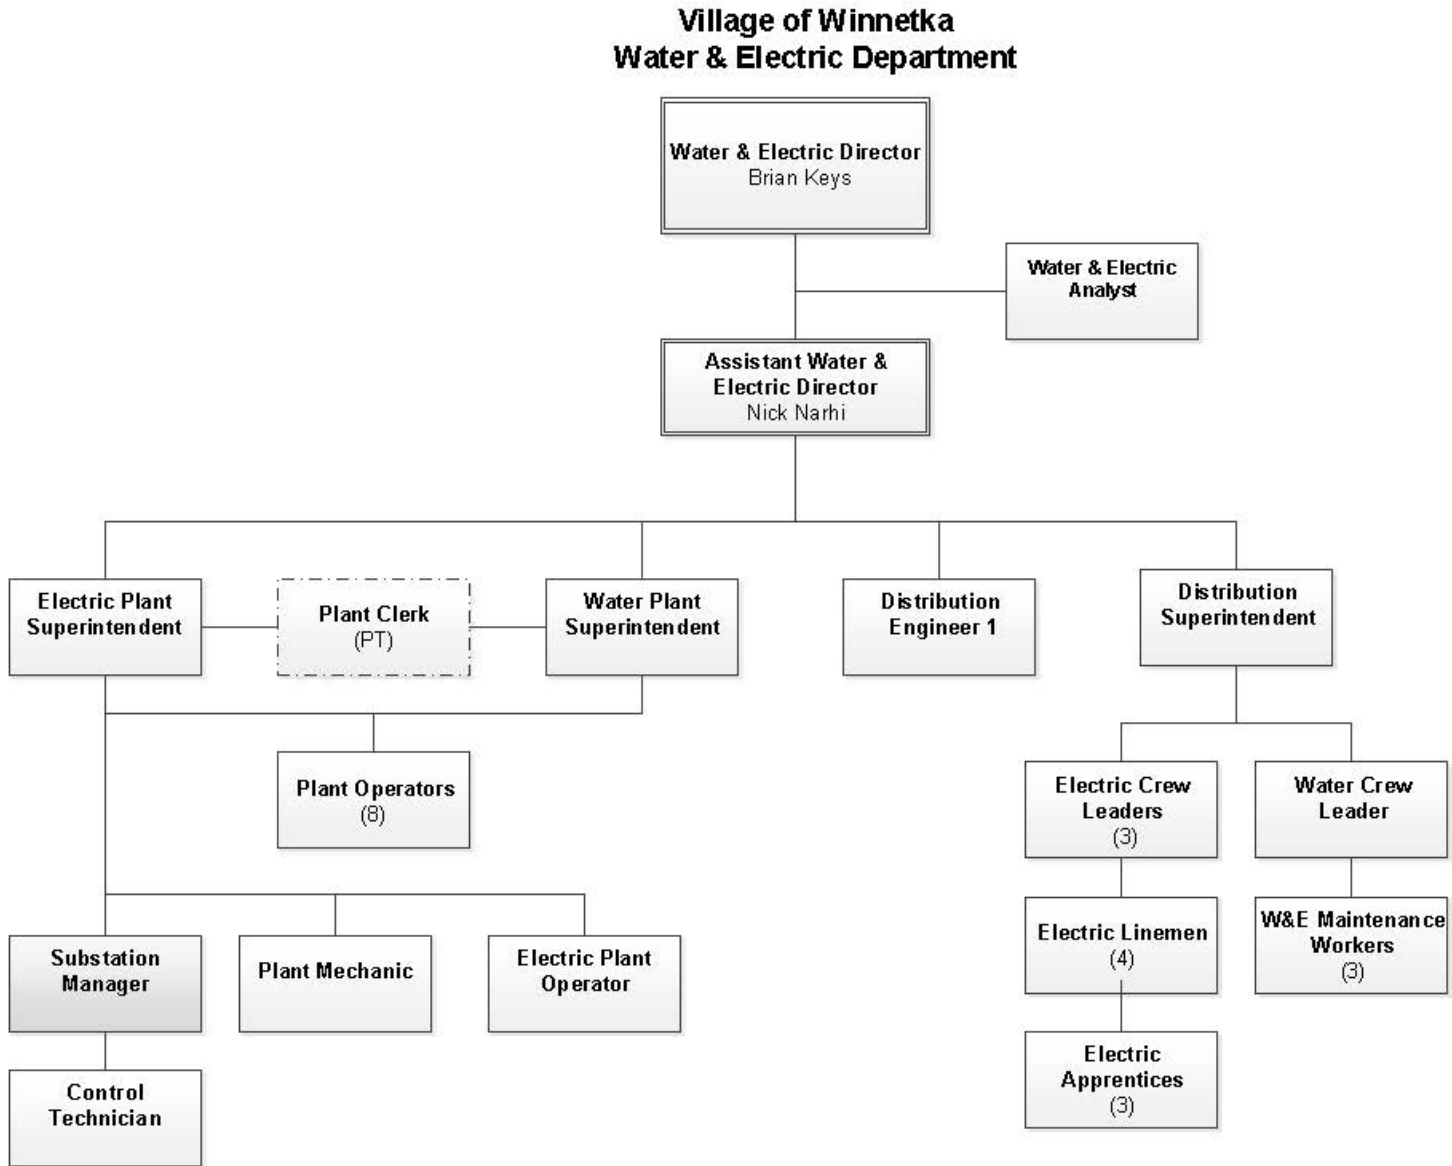 Village of Winnetka
Water & Electric Department
Water & Electric Director
Brian Keys
Water & Electric
Analyst
Assistant Water &
Electric Director
Nick Narhi
Electric Plant
Superintendent
Plant Clerk
(PT)
Water Plant
Superintendent
Distribution
Engineer 1
Distribution
Superintendent
Plant Operators
(8)
Electric Crew
Leaders
(3)
Water Crew
Leader
Substation
Manager
Plant Mechanic
Electric Plant
Operator
Electric Linemen
(4)
W&E Maintenance
Workers
(3)
Control
Technician
Electric
Apprentices
(3)